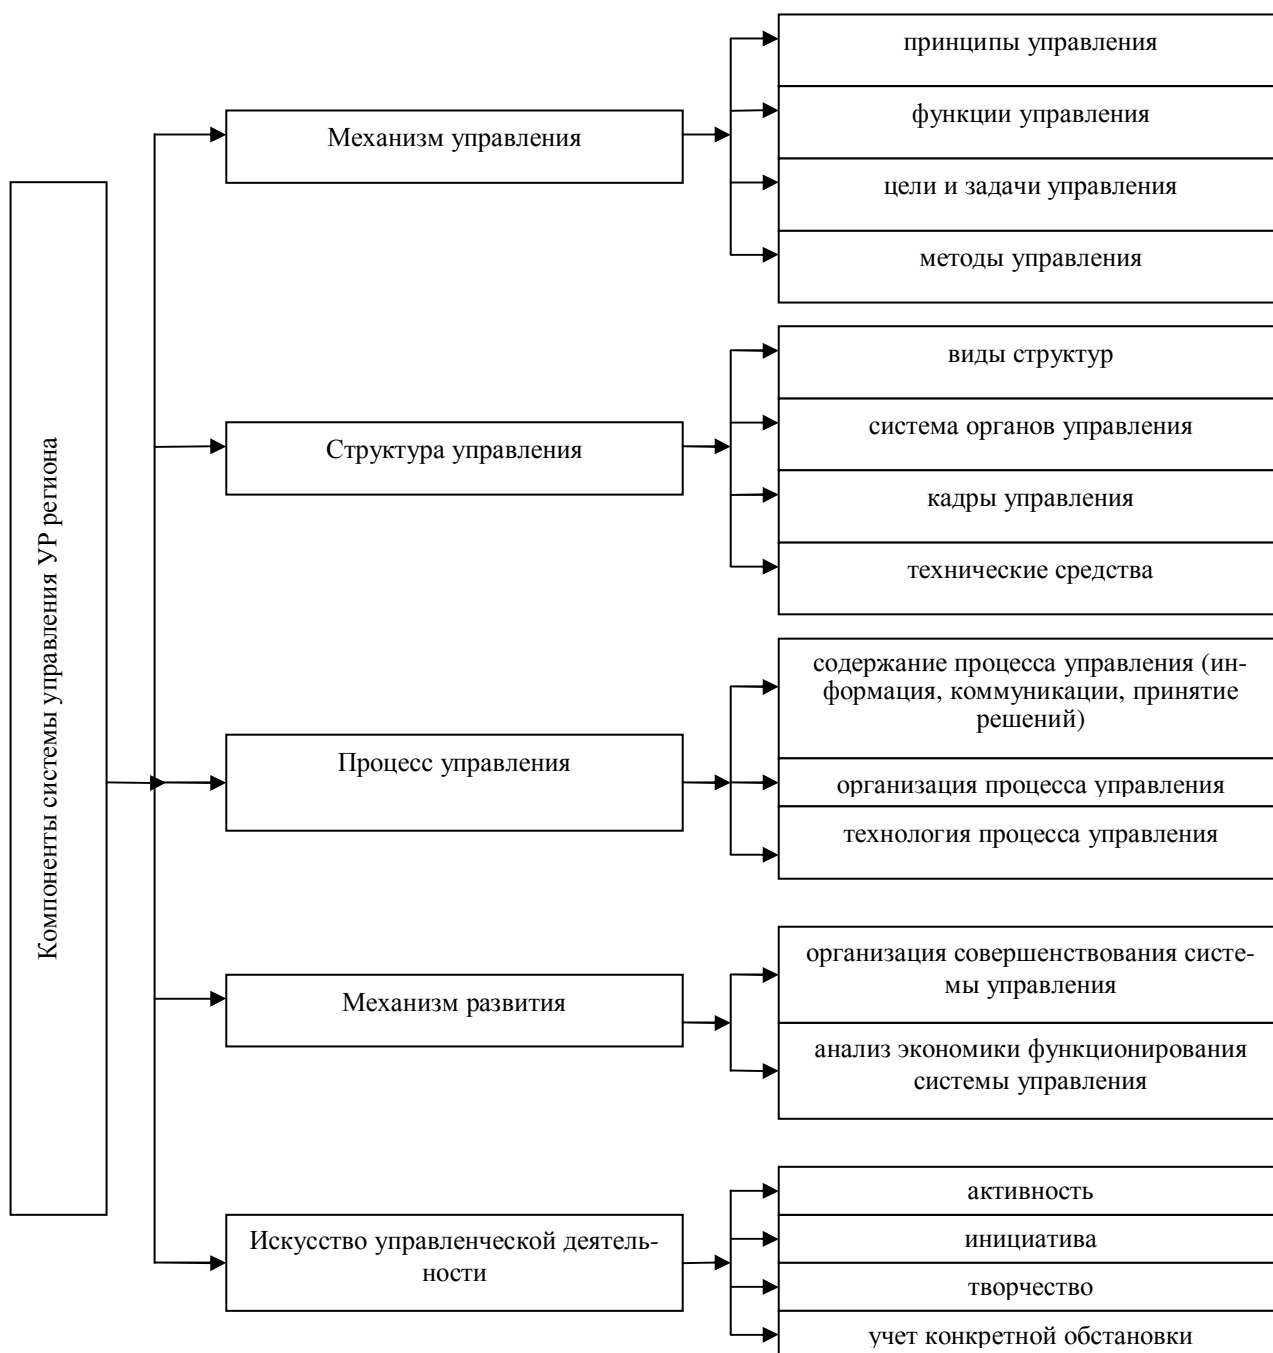 Компоненты системы управления УР региона
Механизм управления
принципы управления
функции управления
цели и задачи управления
методы управления
Структура управления
виды структур
система органов управления
кадры управления
технические средства
Процесс управления
содержание процесса управления (ин-
формация, коммуникации, принятие
решений)
организация процесса управления
технология процесса управления
Механизм развития
организация совершенствования систе-
мы управления
анализ экономики функционирования
системы управления
Искусство управленческой деятель-
ности
активность
инициатива
творчество
учет конкретной обстановки